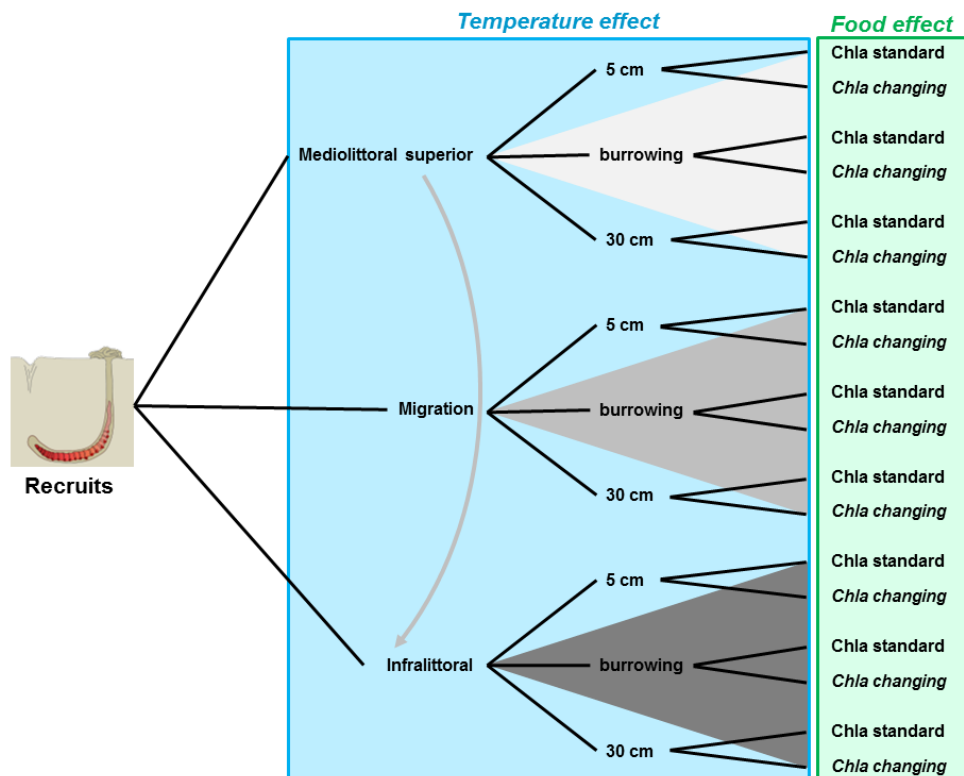 Temperature effect
Food effect
Chla standard
5 cm
Chla changing
Chla standard
Mediolittoral superior
burrowing
Chla changing
Chla standard
30 cm
Chla changing
Chla standard
5 cm
Chla changing
Chla standard
Migration
burrowing
Chla changing
Chla standard
30 cm
Chla changing
Recruits
Chla standard
5 cm
Chla changing
Chla standard
Infralittoral
burrowing
Chla changing
Chla standard
30 cm
Chla changing